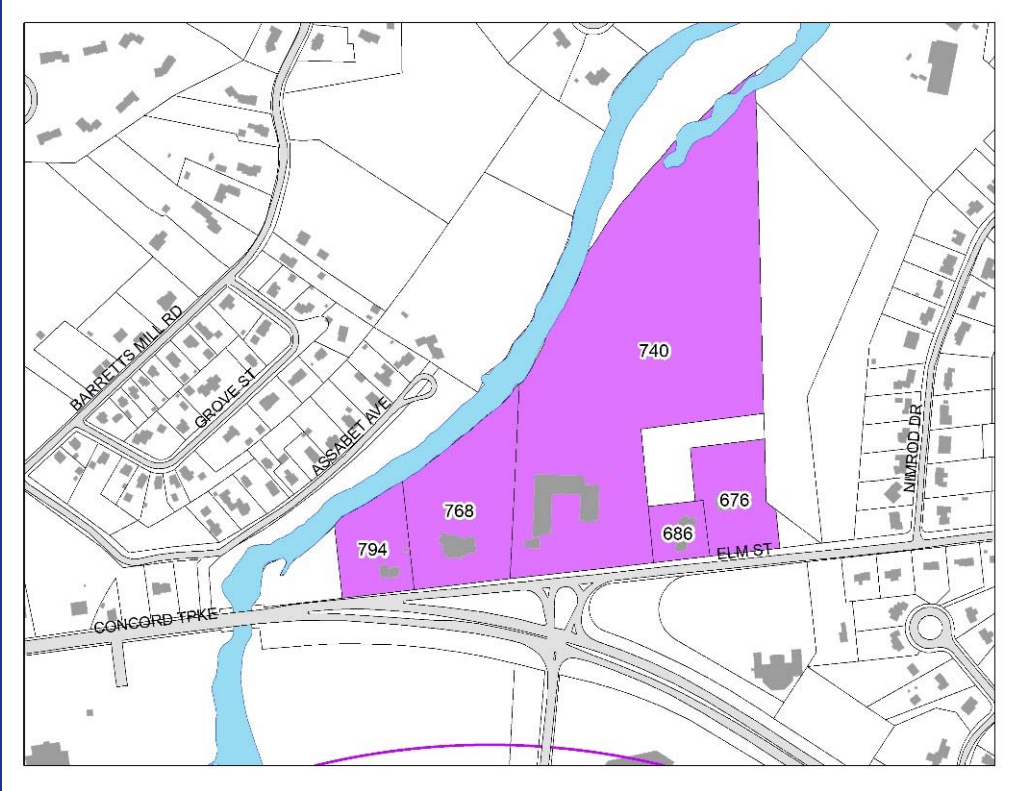 740
BARRETTS MILL RD
GROVE ST
ASSABET AVE
NIMROD DR
676
768
686
794
ELM ST
CONCORD TPKE